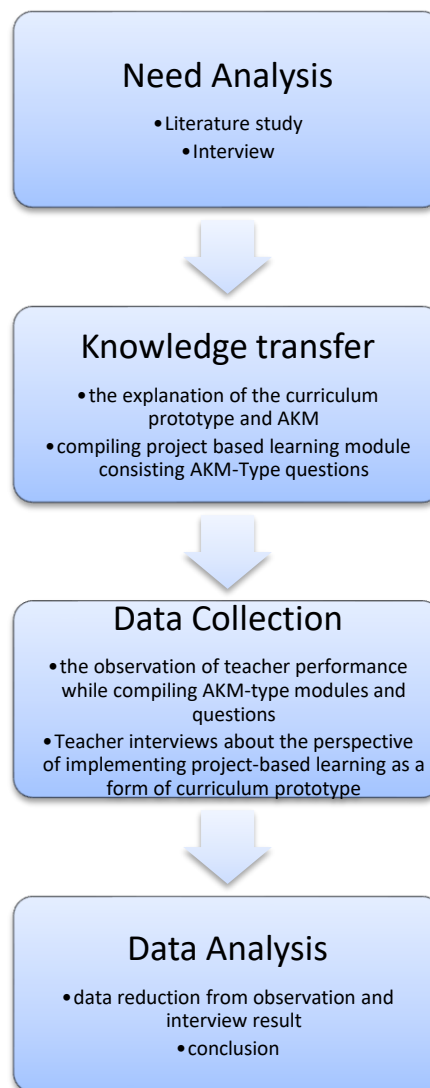 Need Analysis
•Literature study
•Interview
Knowledge transfer
•the explanation of the curriculum
prototype and AKM
•compiling project based learning module
consisting AKM-Type questions
Data Collection
•the observation of teacher performance
while compiling AKM-type modules and
questions
•Teacher interviews about the perspective
of implementing project-based learning as a
form of curriculum prototype
Data Analysis
•data reduction from observation and
interview result
•conclusion